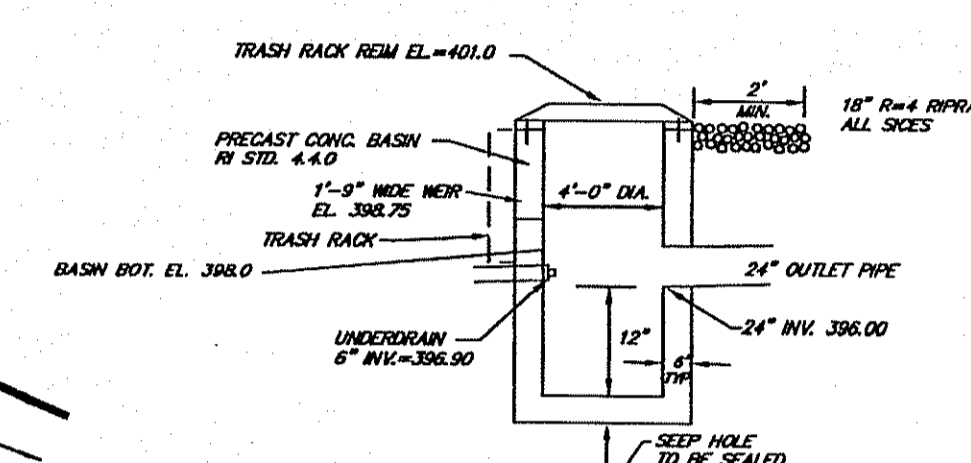 TRASH RACK REIM EL.=401.0
2'
MIN.
18" R=4 RIPRA
ALL SICES
PRECAST CONC. BASIN
RI STD. 4.4.0
1'-9" WIDE WEIR
EL. 398.75
4'-0" DIA.
TRASH RACK
BASIN BOT. EL. 398.0
24" OUTLET PIPE
UNDERDRAIN
6" INV.=396.90
12"
24" INV. 396.00
6"
TYP.
SEEP HOLE
TO BE SEALED